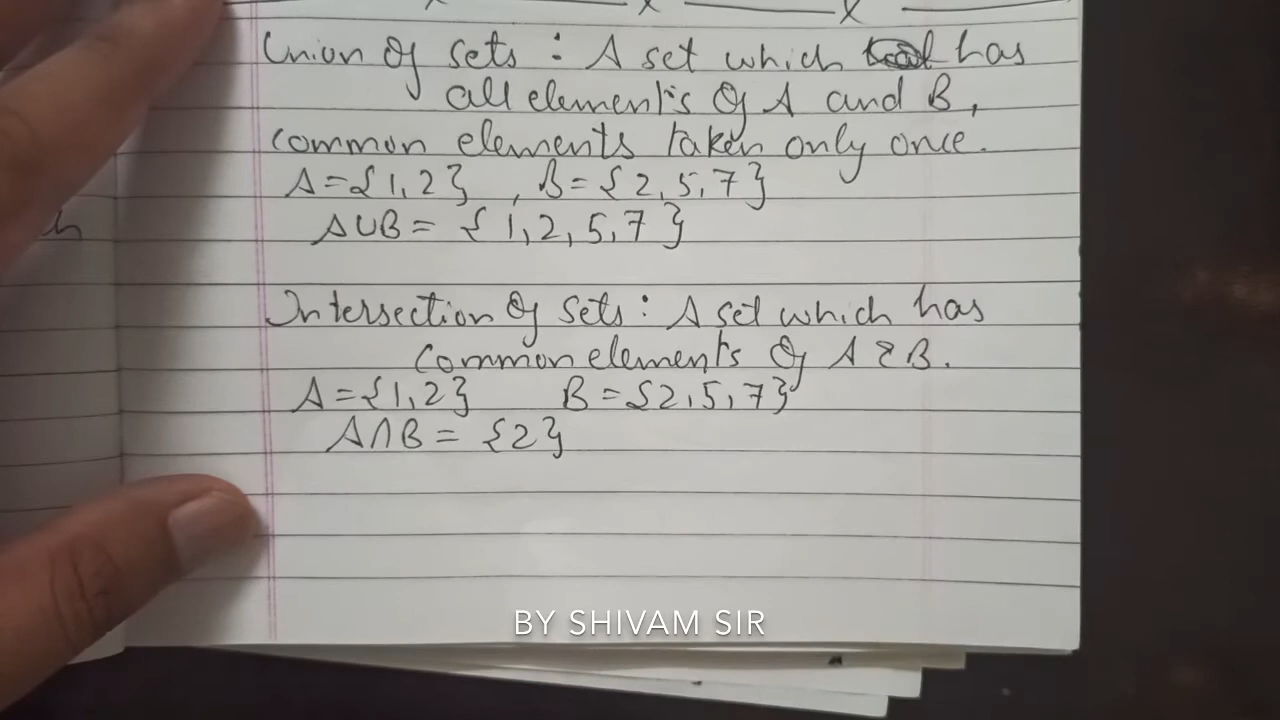 x x x
Union Of sets : A set which has
all elements Of A and B,
common elements taken only once.
A = {1, 2} , B = {2, 5, 7}
A∪B = {1, 2, 5, 7}
Intersection Of Sets : A set which has
common elements Of A & B.
A = {1, 2} B = {2, 5, 7}
A∩B = {2}
BY SHIVAM SIR